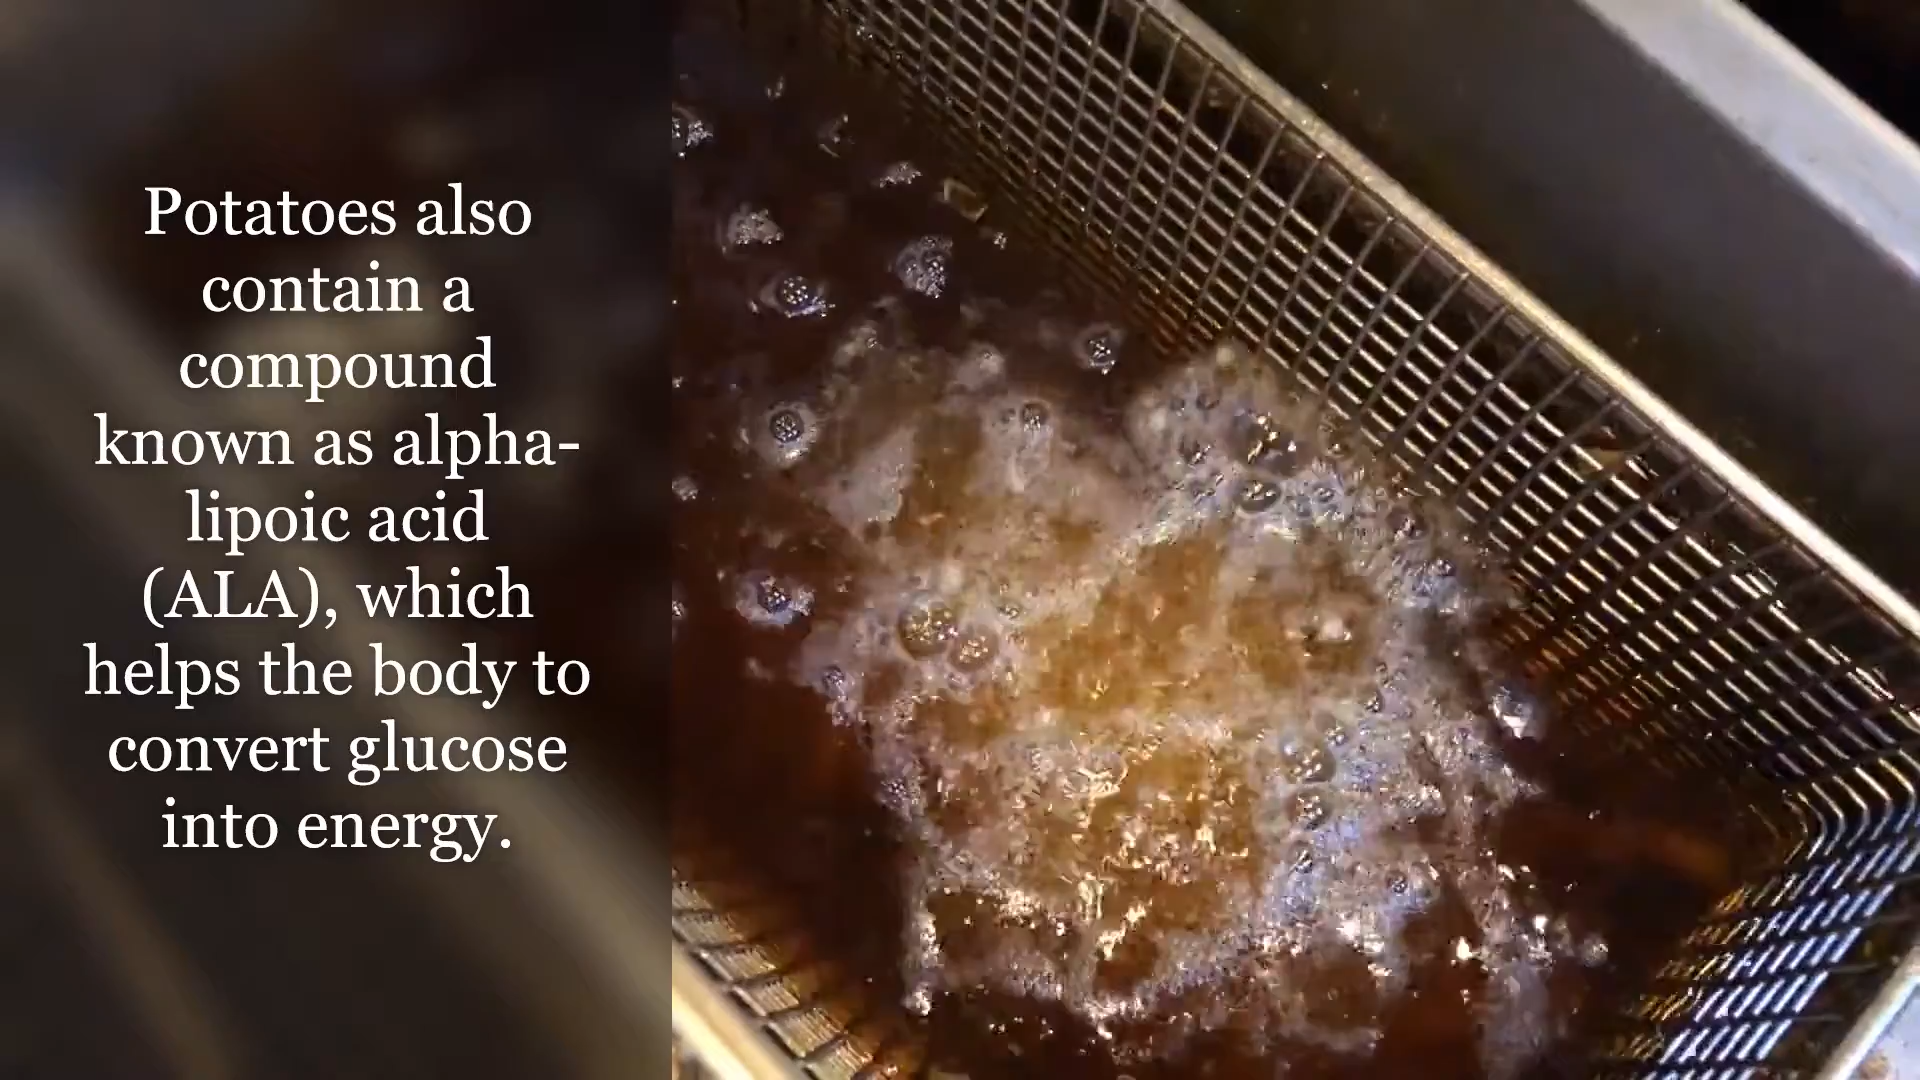 Potatoes also
contain a
compound
known as alpha-
lipoic acid
(ALA), which
helps the body to
convert glucose
into energy.